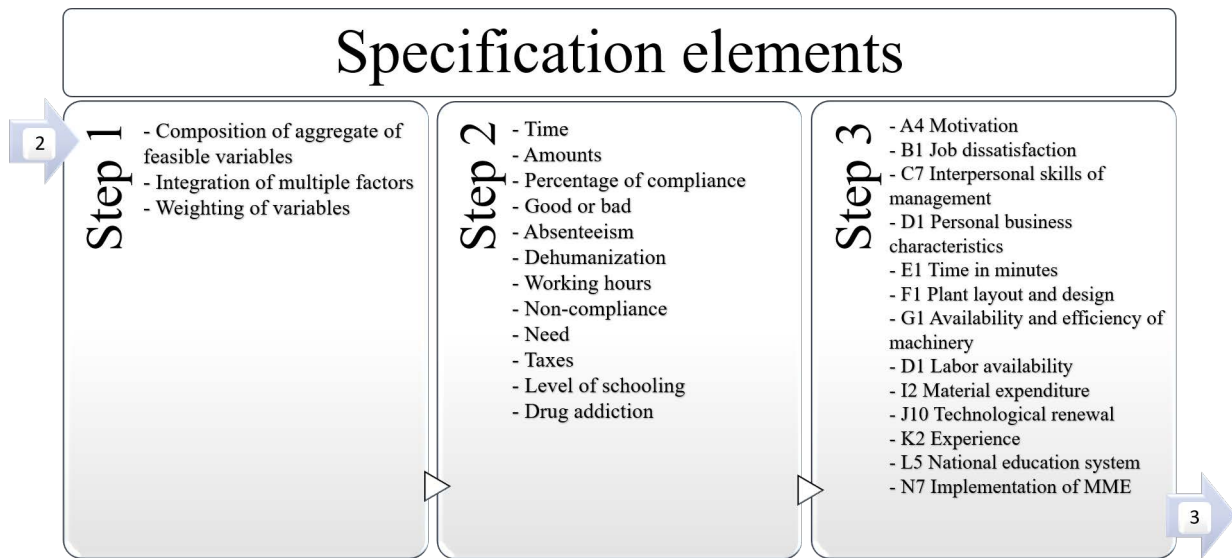 Specification elements
2
Step 1
- Composition of aggregate of
feasible variables
- Integration of multiple factors
- Weighting of variables
Step 2
- Time
- Amounts
- Percentage of compliance
- Good or bad
- Absenteeism
- Dehumanization
- Working hours
- Non-compliance
- Need
- Taxes
- Level of schooling
- Drug addiction
Step 3
- A4 Motivation
- B1 Job dissatisfaction
- C7 Interpersonal skills of
management
- D1 Personal business
characteristics
- E1 Time in minutes
- F1 Plant layout and design
- G1 Availability and efficiency of
machinery
- D1 Labor availability
- I2 Material expenditure
- J10 Technological renewal
- K2 Experience
- L5 National education system
- N7 Implementation of MME
3